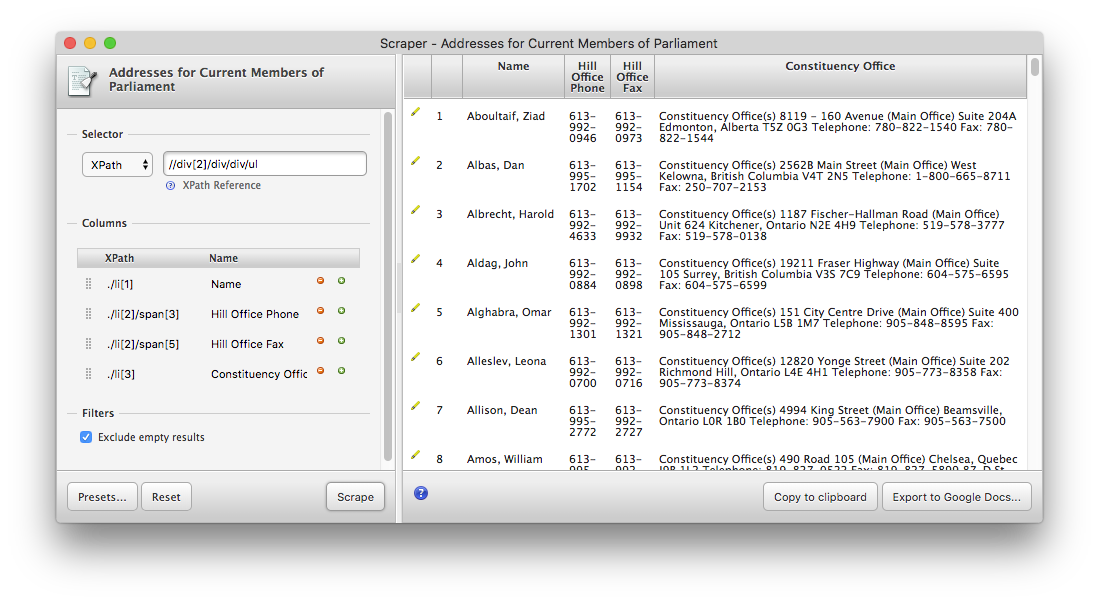 Scraper - Addresses for Current Members of Parliament
Addresses for Current Members of
Parliament
Selector
XPath
//div[2]/div/div/ul
? XPath Reference
Columns
XPath Name
./li[1] Name
./li[2]/span[3] Hill Office Phone
./li[2]/span[5] Hill Office Fax
./li[3] Constituency Offic
Filters
Exclude empty results
Presets...
Reset
Scrape
Name
Hill
Office
Phone
Hill
Office
Fax
Constituency Office
1
Aboultaif, Ziad
613-
992-
0946
613-
992-
0973
Constituency Office(s) 8119 - 160 Avenue (Main Office) Suite 204A
Edmonton, Alberta T5Z 0G3 Telephone: 780-822-1540 Fax: 780-
822-1544
2
Albas, Dan
613-
995-
1702
613-
995-
1154
Constituency Office(s) 2562B Main Street (Main Office) West
Kelowna, British Columbia V4T 2N5 Telephone: 1-800-665-8711
Fax: 250-707-2153
3
Albrecht, Harold
613-
992-
4633
613-
992-
9932
Constituency Office(s) 1187 Fischer-Hallman Road (Main Office)
Unit 624 Kitchener, Ontario N2E 4H9 Telephone: 519-578-3777
Fax: 519-578-0138
4
Aldag, John
613-
992-
0884
613-
992-
0898
Constituency Office(s) 19211 Fraser Highway (Main Office) Suite
105 Surrey, British Columbia V3S 7C9 Telephone: 604-575-6595
Fax: 604-575-6599
5
Alghabra, Omar
613-
992-
1301
613-
992-
1321
Constituency Office(s) 151 City Centre Drive (Main Office) Suite 400
Mississauga, Ontario L5B 1M7 Telephone: 905-848-8595 Fax:
905-848-2712
6
Alleslev, Leona
613-
992-
0700
613-
992-
0716
Constituency Office(s) 12820 Yonge Street (Main Office) Suite 202
Richmond Hill, Ontario L4E 4H1 Telephone: 905-773-8358 Fax:
905-773-8374
7
Allison, Dean
613-
995-
2772
613-
992-
2727
Constituency Office(s) 4994 King Street (Main Office) Beamsville,
Ontario L0R 1B0 Telephone: 905-563-7900 Fax: 905-563-7500
8
Amos, William
613-
995-
613-
992-
Constituency Office(s) 490 Road 105 (Main Office) Chelsea, Quebec
?
Copy to clipboard
Export to Google Docs...